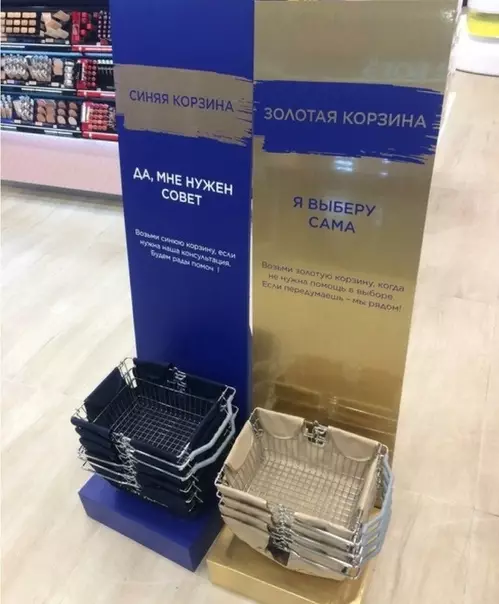 СИНЯЯ КОРЗИНА
ДА, МНЕ НУЖЕН
СОВЕТ
Возьми синюю корзину, если
нужна наша консультация.
Будем рады помоч !
ЗОЛОТАЯ КОРЗИНА
Я ВЫБЕРУ
САМА
Возьми золотую корзину, когда
не нужна помощь в выборе.
Если передумаешь – мы рядом!